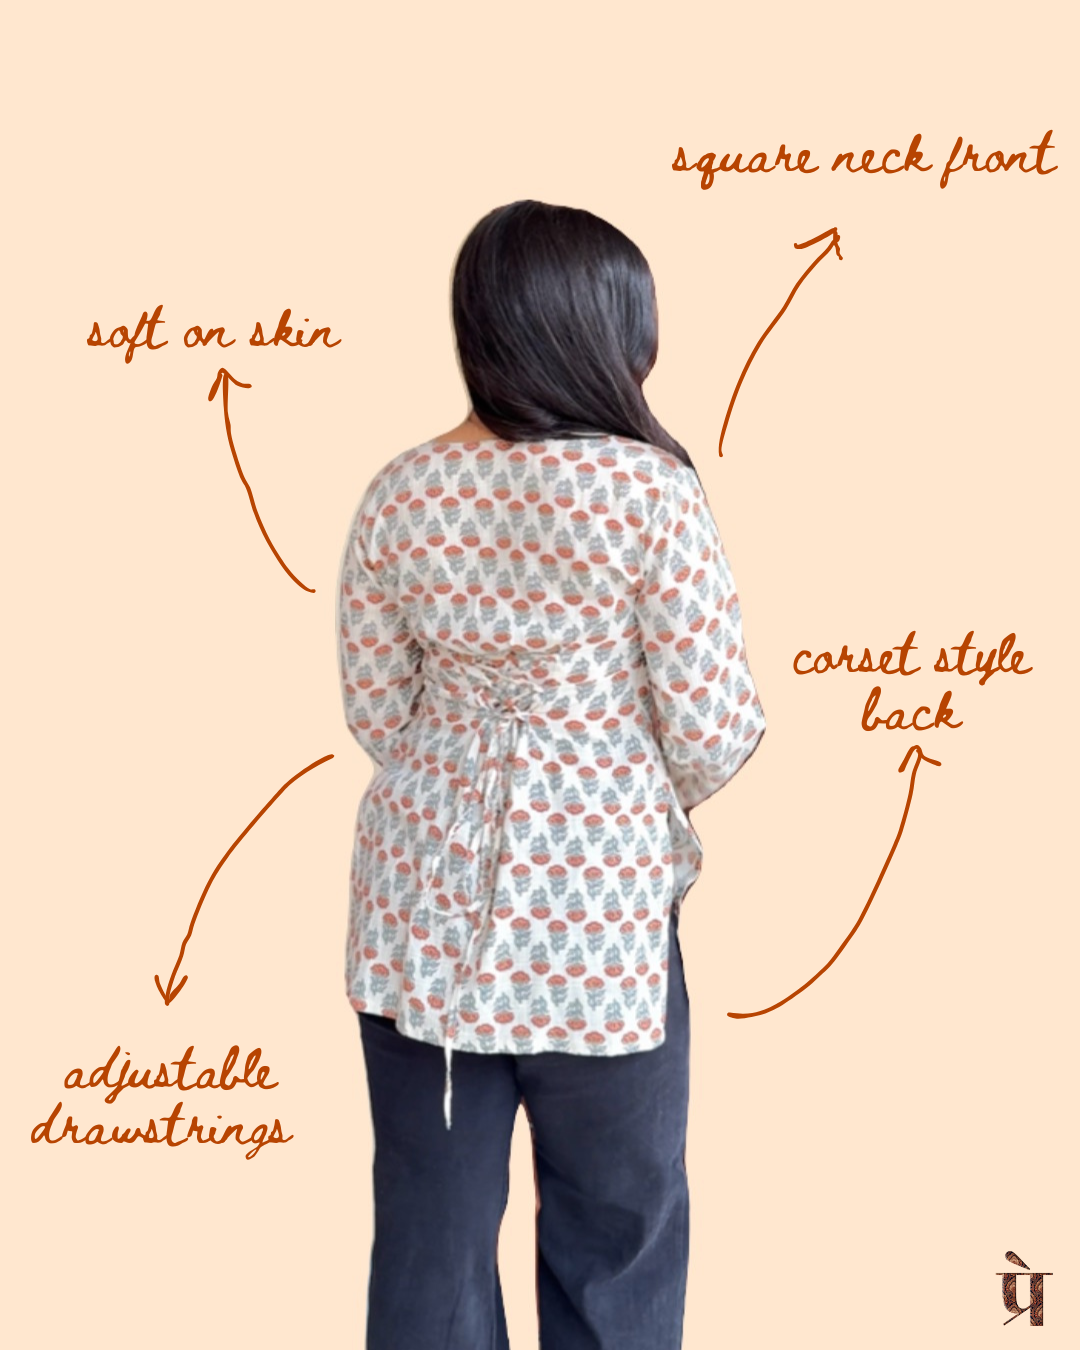 square neck front
soft on skin
corset style
back
adjustable
drawstrings
प्रे